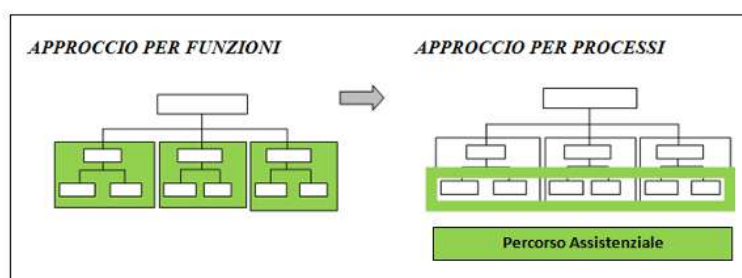 APPROCCIO PER FUNZIONI
APPROCCIO PER PROCESSI
Percorso Assistenziale